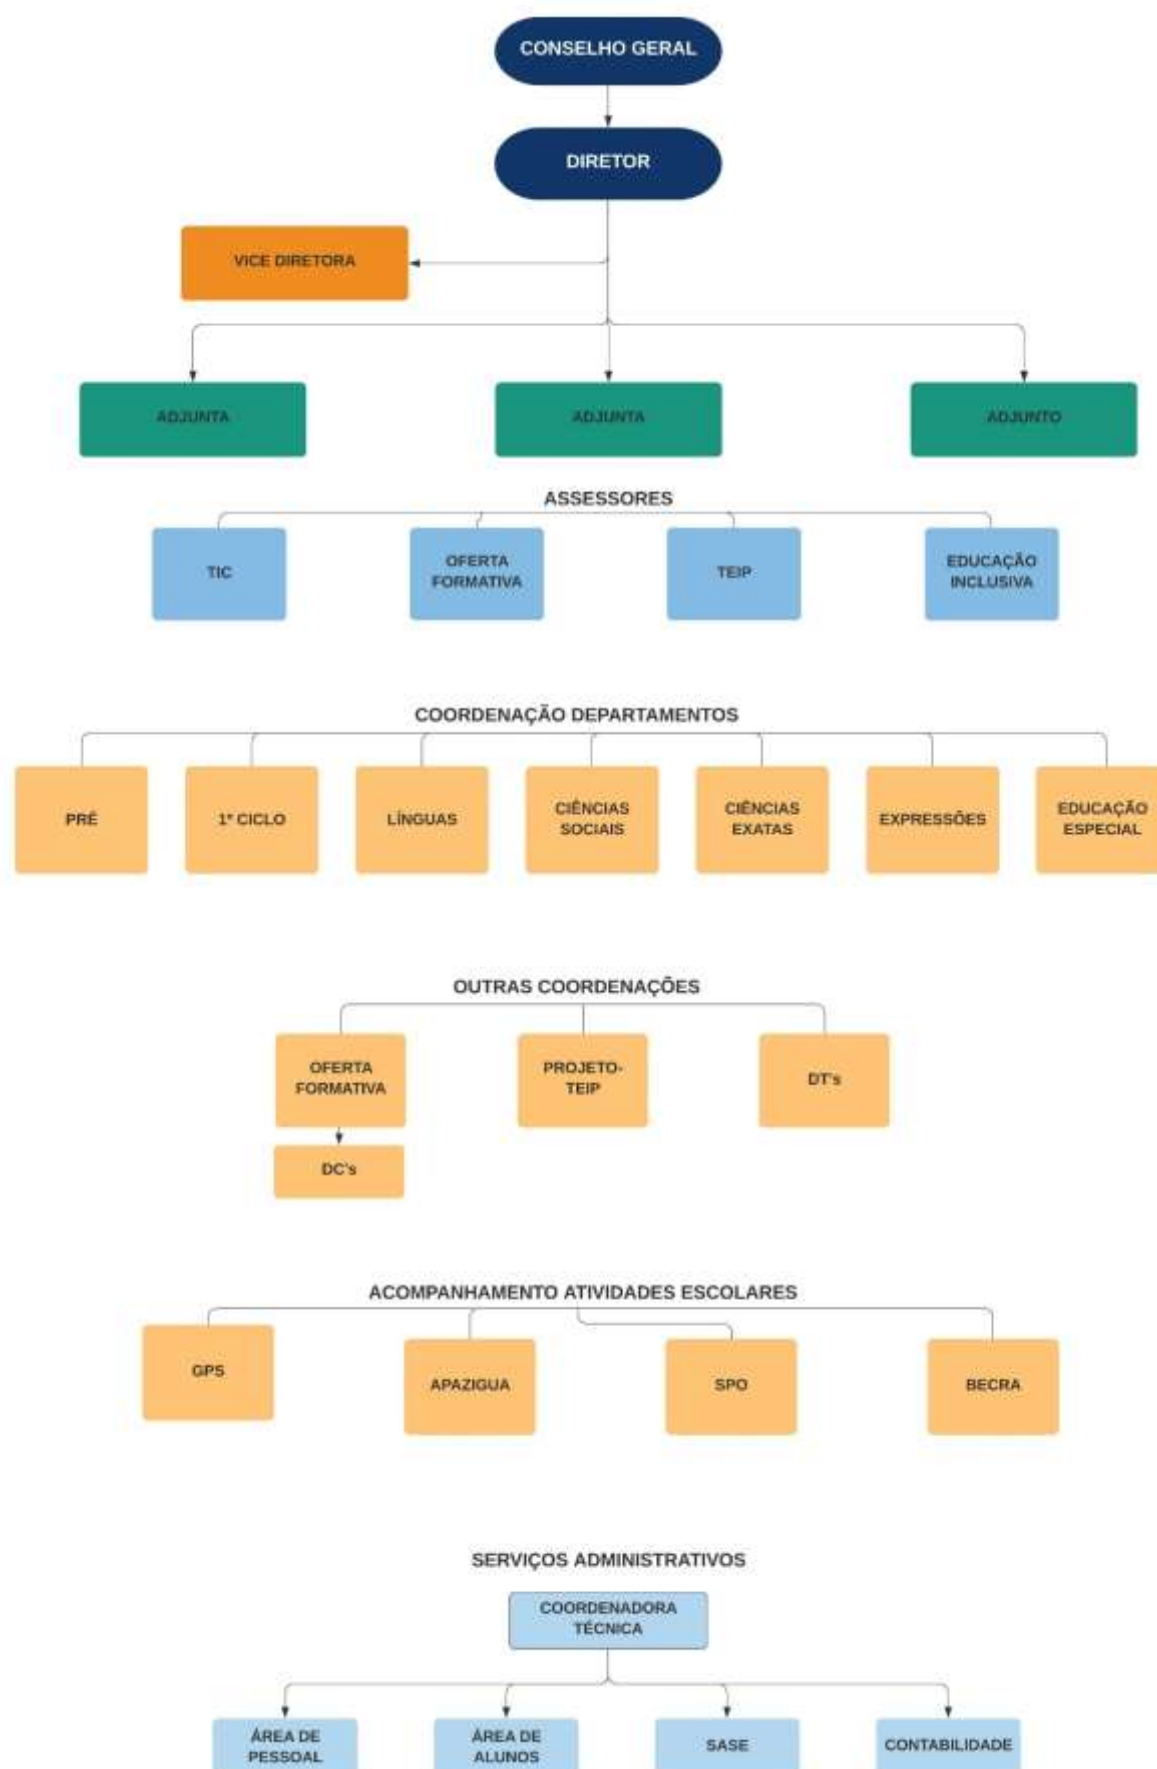 CONSELHO GERAL
DIRETOR
VICE DIRETORA
ADJUNTA
ADJUNTA
ADJUNTO
ASSESSORES
TIC
OFERTA
FORMATIVA
TEIP
EDUCAÇÃO
INCLUSIVA
COORDENAÇÃO DEPARTAMENTOS
PRÉ
1º CICLO
LÍNGUAS
CIÊNCIAS
SOCIAIS
CIÊNCIAS
EXATAS
EXPRESSÕES
EDUCAÇÃO
ESPECIAL
OUTRAS COORDENAÇÕES
OFERTA
FORMATIVA
PROJETO-
TEIP
DT's
DC's
ACOMPANHAMENTO ATIVIDADES ESCOLARES
GPS
APAZIGUA
SPO
BECRA
SERVIÇOS ADMINISTRATIVOS
COORDENADORA
TÉCNICA
ÁREA DE
PESSOAL
ÁREA DE
ALUNOS
SASE
CONTABILIDADE